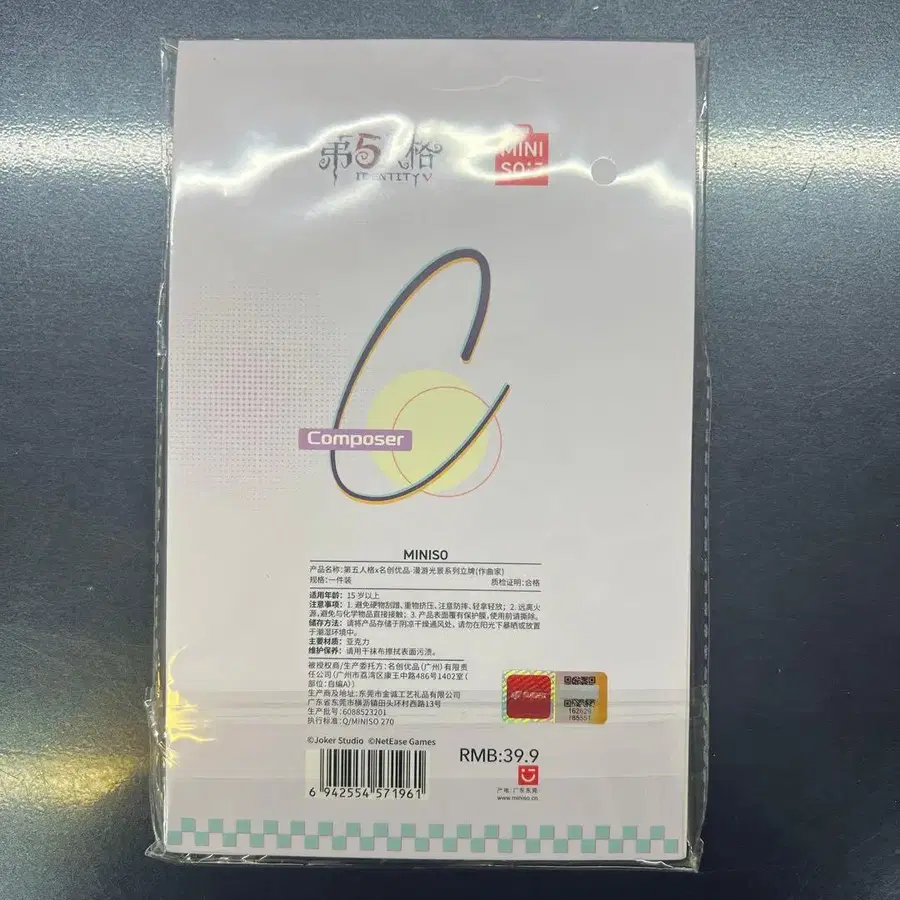 第5人格
IDENTITY V
MINI
SO
Composer
MINISO
产品名称:第五人格x名创优品-漫游光景系列立牌(作曲家)
规格:一件装 质检证明:合格
适用年龄: 15岁以上
注意事项: 1. 避免硬物刮蹭、重物挤压、注意防摔、轻拿轻放; 2. 远离火
源,避免与化学物品直接接触; 3. 产品表面覆有保护膜,使用前请撕除。
储存方法: 请将产品存储于阴凉干燥通风处, 请勿在阳光下暴晒或放置
于潮湿环境中。
主要材质: 亚克力
维护保养: 请用干抹布擦拭表面污渍。
被授权商/生产委托方: 名创优品(广州)有限责
任公司(广州市荔湾区康王中路486号1402室(
部位:自编A))
生产商及地址: 东莞市金诚工艺礼品有限公司
广东省东莞市横沥镇田头环村西路13号
生产批号: 6088523201
执行标准: Q/MINISO 270
©Joker Studio ©NetEase Games
RMB:39.9
6 942554 571961
产地: 广东东莞
www.miniso.cn